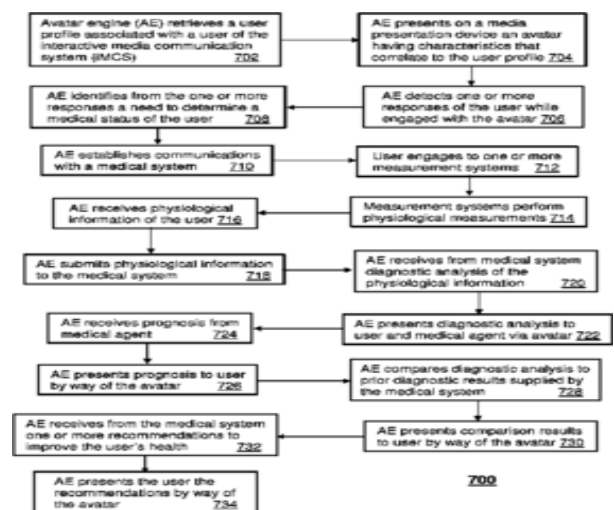 Avatar engine (AE) retrieves a user
profile associated with a user of the
interactive media communication
system (iMCS) 702
AE presents on a media
presentation device an avatar
having characteristics that
correlate to the user profile 704
AE detects one or more
responses of the user while
engaged with the avatar 706
AE identifies from the one or more
responses a need to determine a
medical status of the user
708
AE establishes communications
with a medical system 710
User engages to one or more
measurement systems 712
Measurement systems perform
physiological measurements 714
AE receives physiological
information of the user 716
AE submits physiological information
to the medical system 718
AE receives from medical system
diagnostic analysis of the
physiological information 720
AE presents diagnostic analysis to
user and medical agent via avatar 722
AE receives prognosis from
medical agent 724
AE presents prognosis to user
by way of the avatar 726
AE compares diagnostic analysis to
prior diagnostic results supplied by
the medical system 728
AE presents comparison results
to user by way of the avatar 730
AE receives from the medical system
one or more recommendations to
improve the user's health 732
AE presents the user the
recommendations by way of
the avatar 734
700